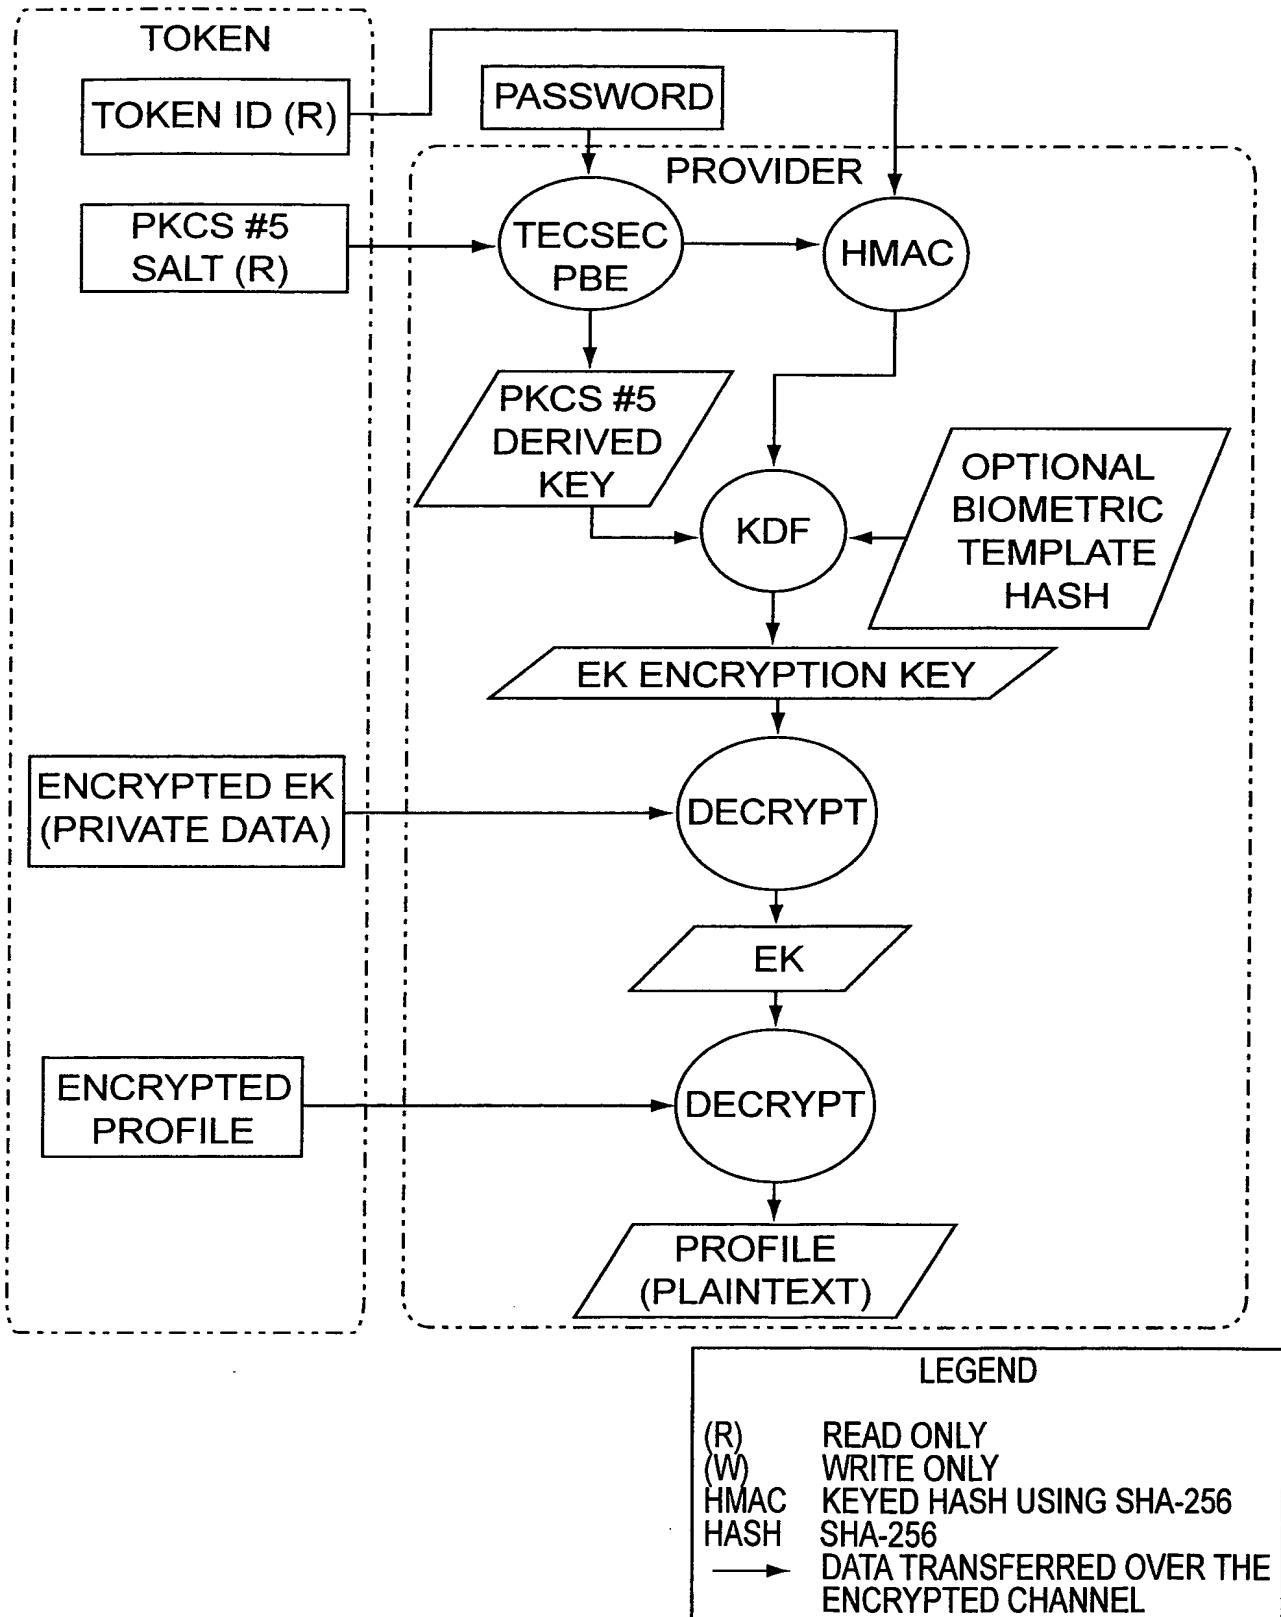 TOKEN
TOKEN ID (R)
PASSWORD
PROVIDER
PKCS #5
SALT (R)
TECSEC
PBE
HMAC
PKCS #5
DERIVED
KEY
OPTIONAL
BIOMETRIC
TEMPLATE
HASH
KDF
EK ENCRYPTION KEY
ENCRYPTED EK
(PRIVATE DATA)
DECRYPT
EK
ENCRYPTED
PROFILE
DECRYPT
PROFILE
(PLAINTEXT)
LEGEND
(R) READ ONLY
(W) WRITE ONLY
HMAC KEYED HASH USING SHA-256
HASH SHA-256
DATA TRANSFERRED OVER THE
ENCRYPTED CHANNEL